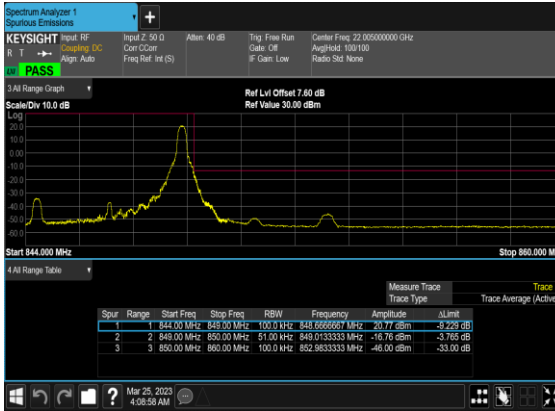 Spectrum Analyzer 1
Spurious Emissions
KEYSIGHT Input: RF Input Z: 50 Ω Atten: 40 dB Trig: Free Run Center Freq: 22.005000000 GHz
R T Coupling: DC Corr CCorr Gate: Off Avg|Hold: 100/100
Align: Auto Freq Ref: Int (S) IF Gain: Low Radio Std: None
PASS
3 All Range Graph
Ref Lvl Offset 7.60 dB
Scale/Div 10.0 dB Ref Value 30.00 dBm
Log
20.0
10.0
0.00
-10.0
-20.0
-30.0
-40.0
-50.0
-60.0
Start 844.000 MHz Stop 860.000 M
4 All Range Table
Measure Trace Trace
Trace Type Trace Average (Active
Spur Range Start Freq Stop Freq RBW Frequency Amplitude ΔLimit
1 1 844.00 MHz 849.00 MHz 100.0 kHz 848.6666667 MHz 20.77 dBm -9.229 dB
2 2 849.00 MHz 850.00 MHz 51.00 kHz 849.0133333 MHz -16.76 dBm -3.765 dB
3 3 850.00 MHz 860.00 MHz 100.0 kHz 852.9833333 MHz -46.00 dBm -33.00 dB
Mar 25, 2023
4:08:58 AM